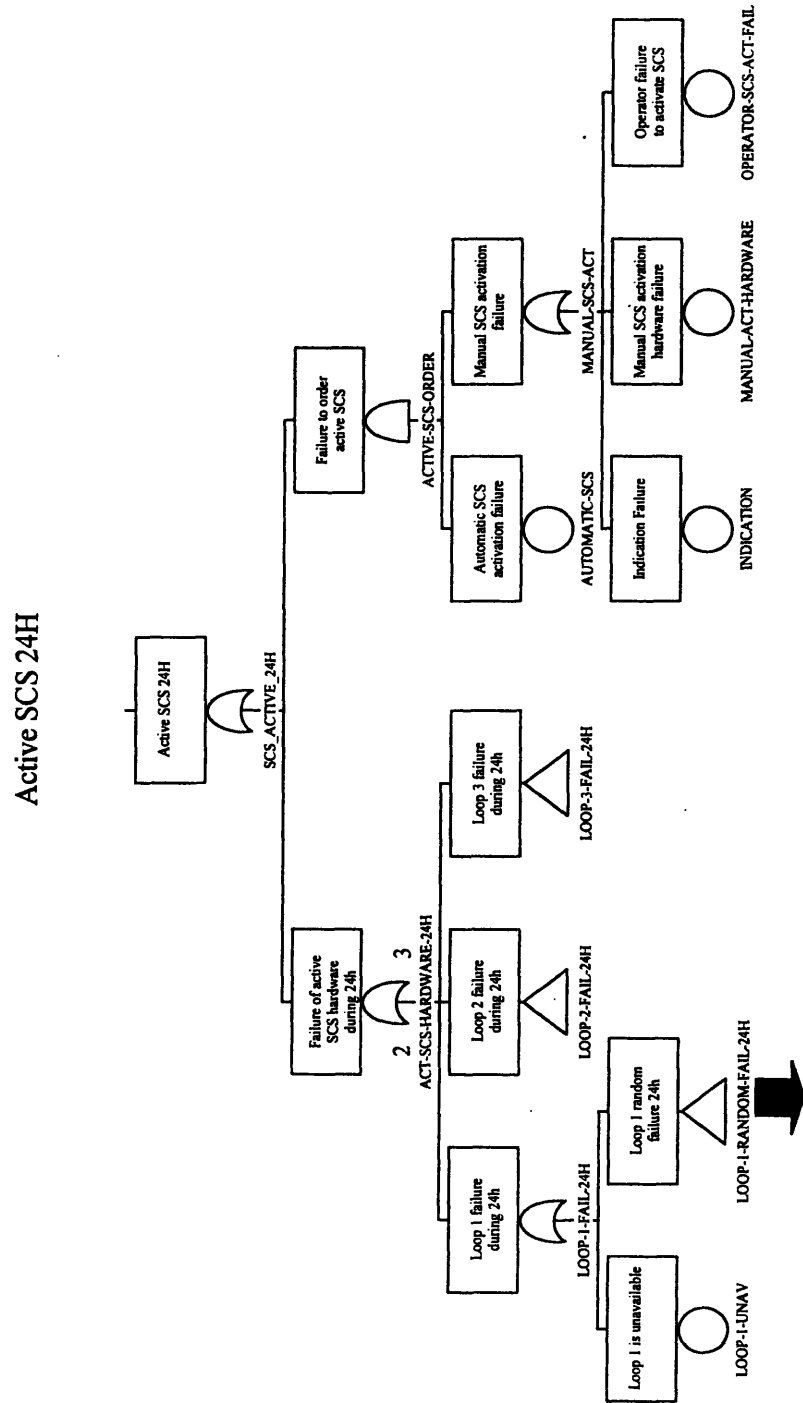 Active SCS 24H
Active SCS 24H
SCS_ACTIVE_24H
Failure of active
SCS hardware
during 24h
2 3
ACT-SCS-HARDWARE-24H
Failure to order
active SCS
ACTIVE-SCS-ORDER
Loop 1 failure
during 24h
LOOP-1-FAIL-24H
Loop 2 failure
during 24h
LOOP-2-FAIL-24H
Loop 3 failure
during 24h
LOOP-3-FAIL-24H
Automatic SCS
activation failure
AUTOMATIC-SCS
Manual SCS activation
failure
MANUAL-SCS-ACT
Loop 1 is unavailable
LOOP-1-UNAV
Loop 1 random
failure 24h
LOOP-1-RANDOM-FAIL-24H
Indication Failure
INDICATION
Manual SCS activation
hardware failure
MANUAL-ACT-HARDWARE
Operator failure
to activate SCS
OPERATOR-SCS-ACT-FAIL